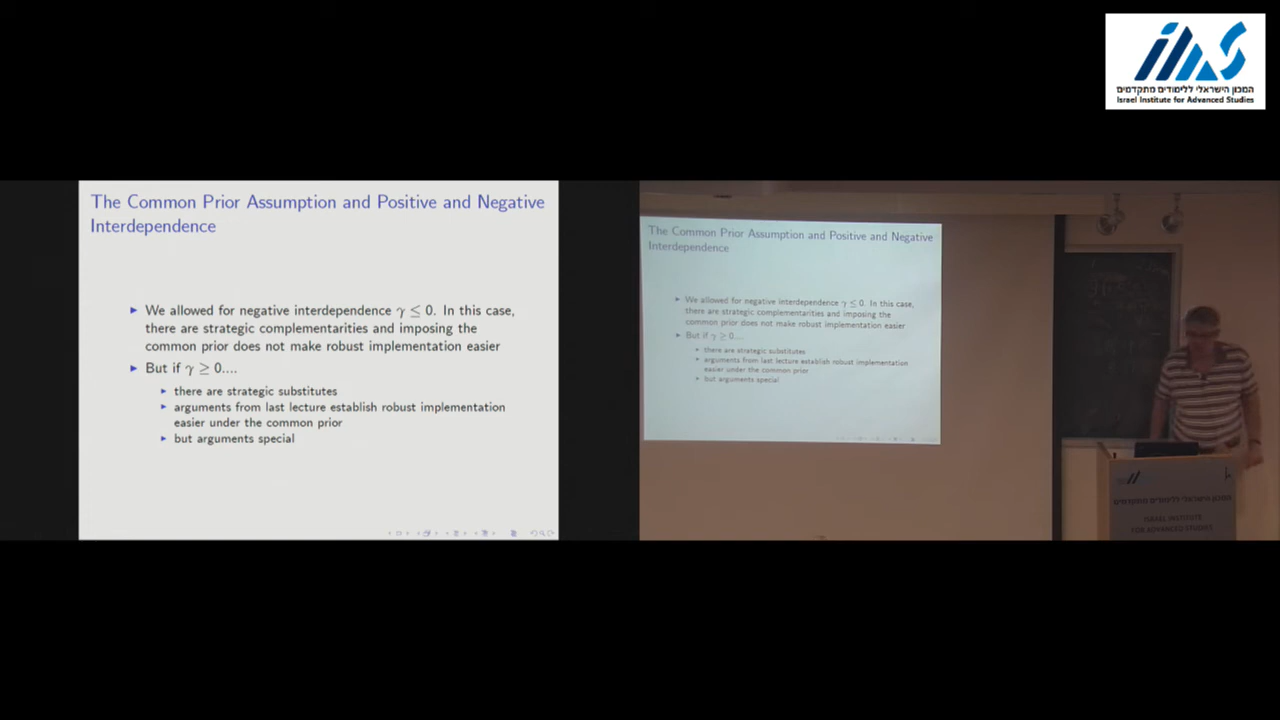 המכון הישראלי ללימודים מתקדמים
Israel Institute for Advanced Studies
The Common Prior Assumption and Positive and Negative
Interdependence
▶ We allowed for negative interdependence γ ≤ 0. In this case,
there are strategic complementarities and imposing the
common prior does not make robust implementation easier
▶ But if γ ≥ 0....
▶ there are strategic substitutes
▶ arguments from last lecture establish robust implementation
easier under the common prior
▶ but arguments special
The Common Prior Assumption and Positive and Negative
Interdependence
▶ We allowed for negative interdependence γ ≤ 0. In this case,
there are strategic complementarities and imposing the
common prior does not make robust implementation easier
▶ But if γ ≥ 0....
▶ there are strategic substitutes
▶ arguments from last lecture establish robust implementation
easier under the common prior
▶ but arguments special
המכון הישראלי ללימודים מתקדמים
ISRAEL INSTITUTE
FOR ADVANCED STUDIES